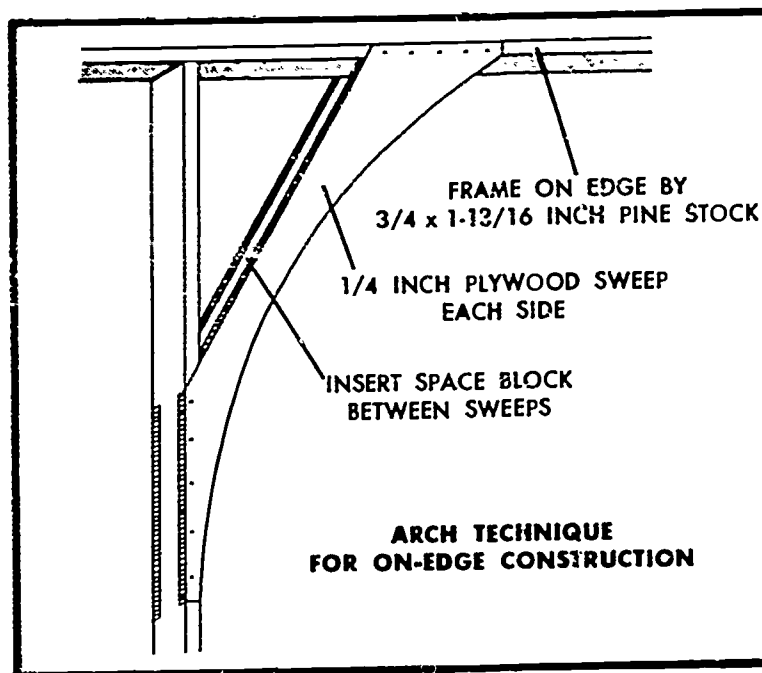 FRAME ON EDGE BY
3/4 x 1-13/16 INCH PINE STOCK
1/4 INCH PLYWOOD SWEEP
EACH SIDE
INSERT SPACE BLOCK
BETWEEN SWEEPS
ARCH TECHNIQUE
FOR ON-EDGE CONSTRUCTION